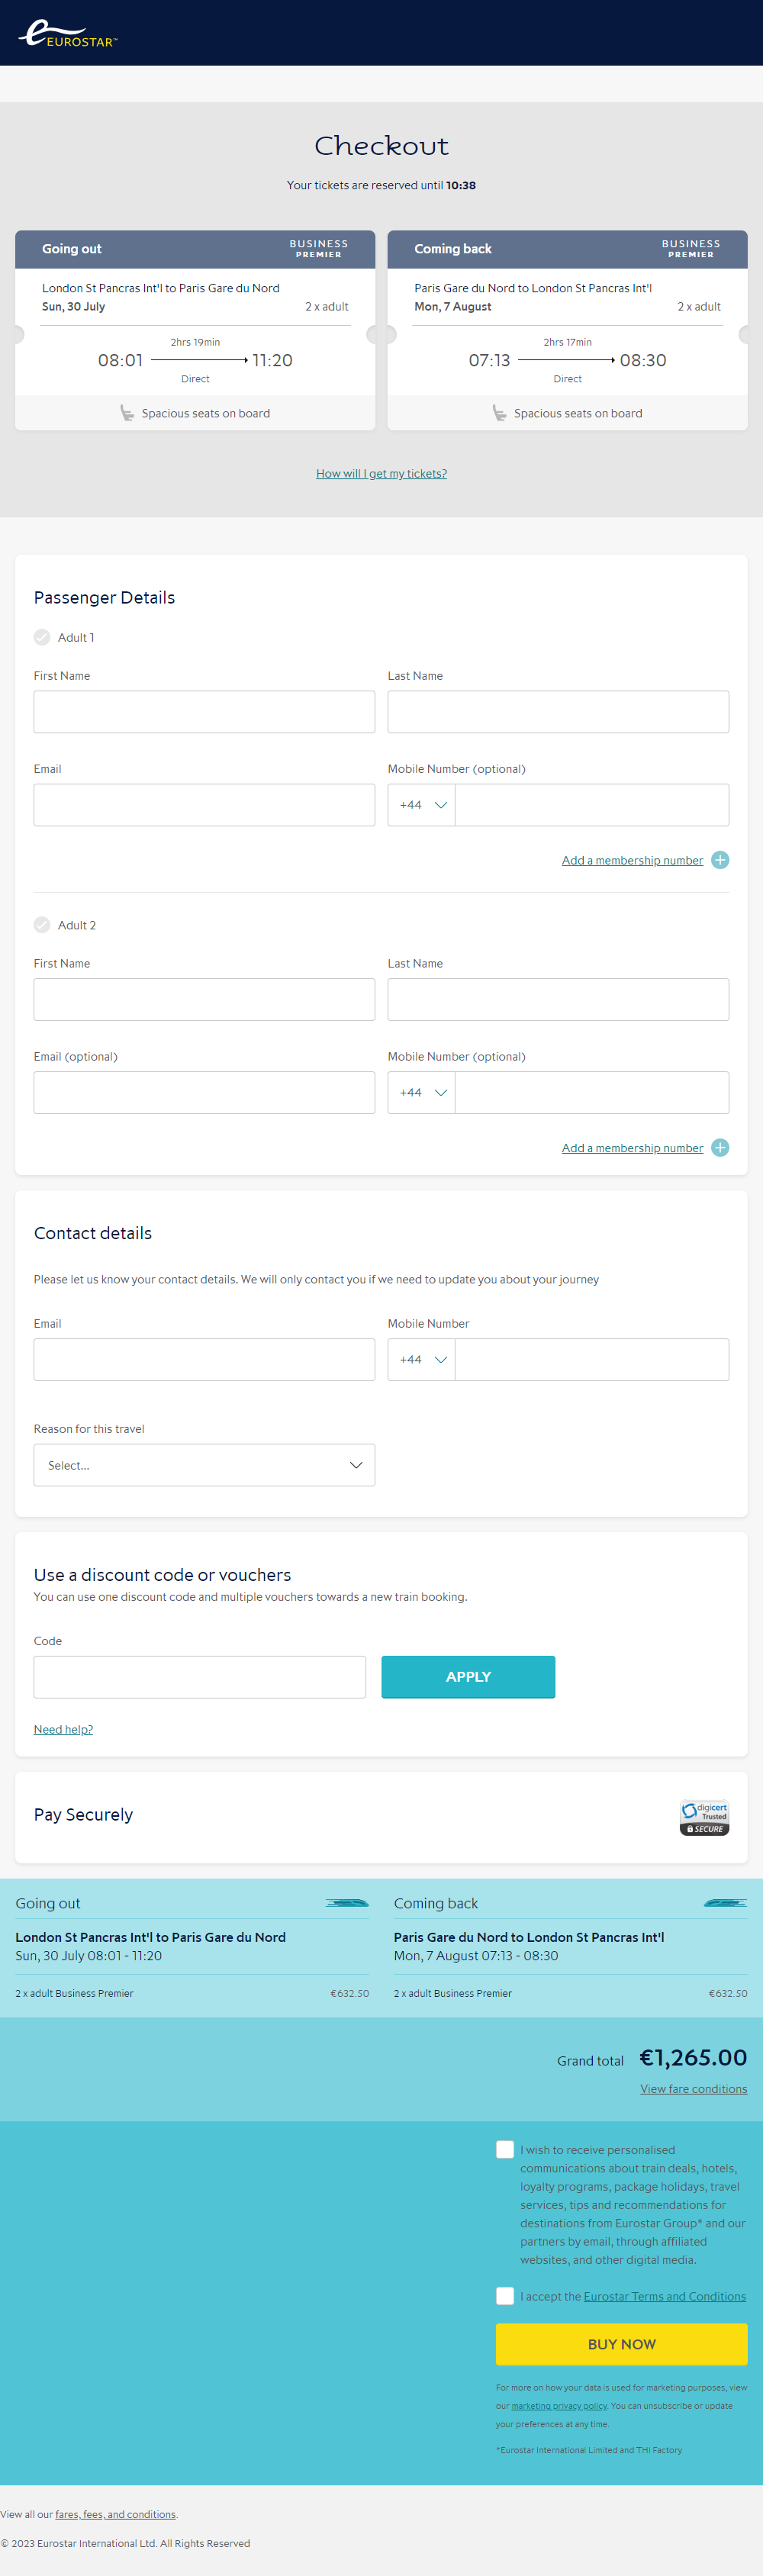 EUROSTAR™
Checkout
Your tickets are reserved until 10:38
Going out
BUSINESS
PREMIER
London St Pancras Int'l to Paris Gare du Nord
Sun, 30 July
2 x adult
2hrs 19min
08:01
11:20
Direct
Spacious seats on board
Coming back
BUSINESS
PREMIER
Paris Gare du Nord to London St Pancras Int'l
Mon, 7 August
2 x adult
2hrs 17min
07:13
08:30
Direct
Spacious seats on board
How will I get my tickets?
Passenger Details
Adult 1
First Name
Last Name
Email
Mobile Number (optional)
+44
Add a membership number
Adult 2
First Name
Last Name
Email (optional)
Mobile Number (optional)
+44
Add a membership number
Contact details
Please let us know your contact details. We will only contact you if we need to update you about your journey
Email
Mobile Number
+44
Reason for this travel
Select...
Use a discount code or vouchers
You can use one discount code and multiple vouchers towards a new train booking.
Code
APPLY
Need help?
Pay Securely
digicert
Trusted
SECURE
Going out
London St Pancras Int'l to Paris Gare du Nord
Sun, 30 July 08:01 - 11:20
2 x adult Business Premier
€632.50
Coming back
Paris Gare du Nord to London St Pancras Int'l
Mon, 7 August 07:13 - 08:30
2 x adult Business Premier
€632.50
Grand total €1,265.00
View fare conditions
I wish to receive personalised
communications about train deals, hotels,
loyalty programs, package holidays, travel
services, tips and recommendations for
destinations from Eurostar Group* and our
partners by email, through affiliated
websites, and other digital media.
I accept the Eurostar Terms and Conditions
BUY NOW
For more on how your data is used for marketing purposes, view
our marketing privacy policy. You can unsubscribe or update
your preferences at any time.
*Eurostar International Limited and THI Factory
View all our fares, fees, and conditions.
© 2023 Eurostar International Ltd. All Rights Reserved